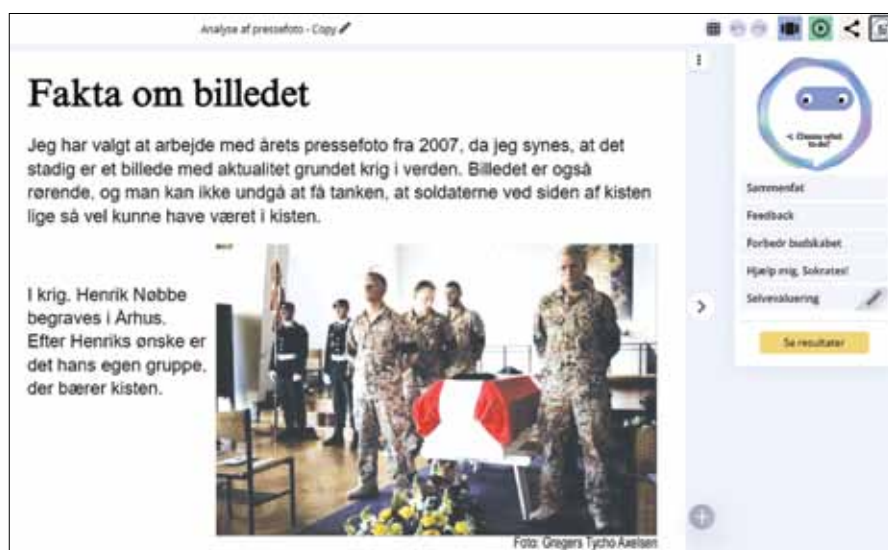 Analyse af pressefoto - Copy
Fakta om billedet
Jeg har valgt at arbejde med årets pressefoto fra 2007, da jeg synes, at det
stadig er et billede med aktualitet grundet krig i verden. Billedet er også
rørende, og man kan ikke undgå at få tanken, at soldaterne ved siden af kisten
lige så vel kunne have været i kisten.
I krig. Henrik Nøbbe
begraves i Århus.
Efter Henriks ønske er
det hans egen gruppe,
der bærer kisten.
Foto: Gregers Tycho Axelsen
Choose what
to do?
Sammenfat
Feedback
Forbedr budskabet
Hjælp mig, Sokrates!
Selvevaluering
Se resultater